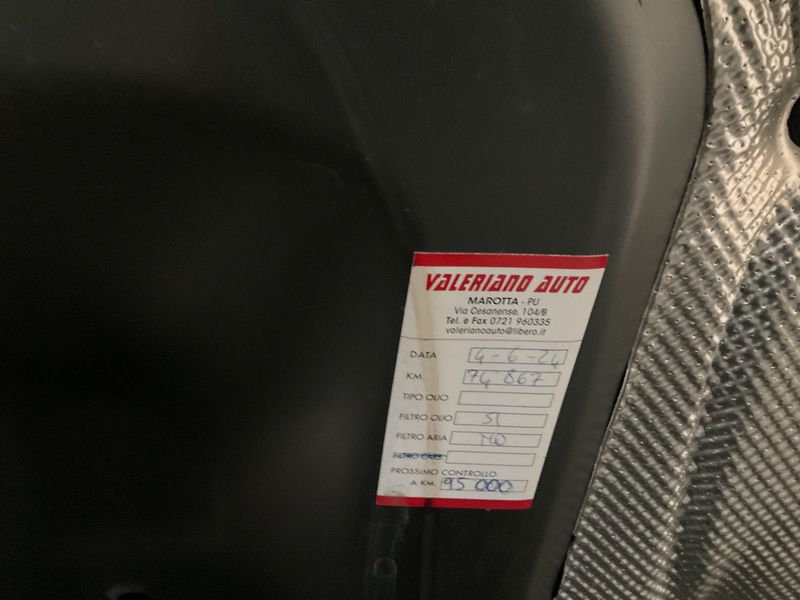 VALERIANO AUTO
MAROTTA - PU
Via Cesanense, 104/B
Tel. e Fax 0721 960335
valerianoauto@libero.it
DATA 4-6-24
KM. 74 867
TIPO OLIO
FILTRO OLIO SI
FILTRO ARIA NO
FILTRO CARB.
PROSSIMO CONTROLLO
A KM. 95 000